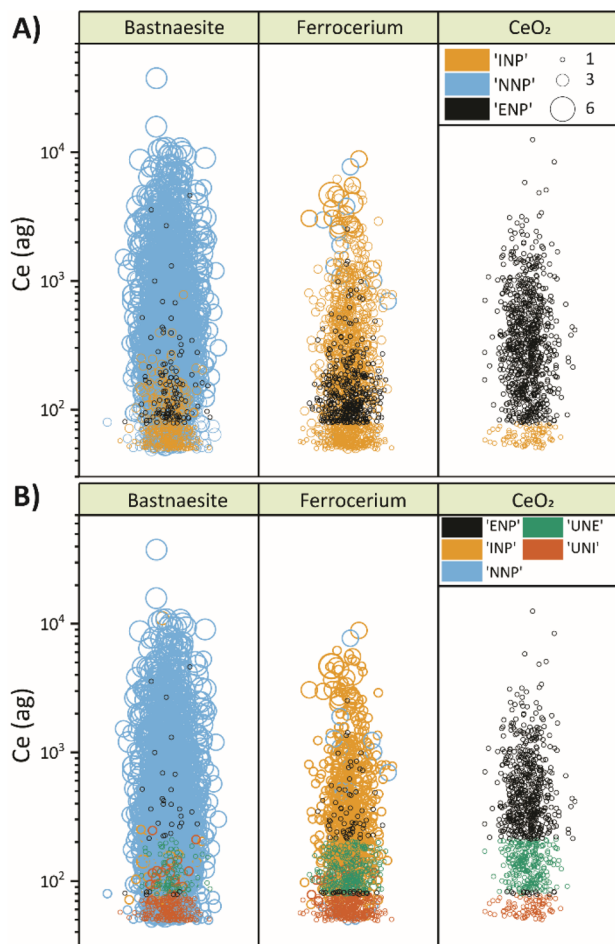 A)
Bastnaesite
Ferrocerium
CeO₂
'INP'
'NNP'
'ENP'
1
3
6
10⁴
10³
10²
Ce (ag)
B)
Bastnaesite
Ferrocerium
CeO₂
'ENP'
'UNE'
'INP'
'UNI'
'NNP'
10⁴
10³
10²
Ce (ag)